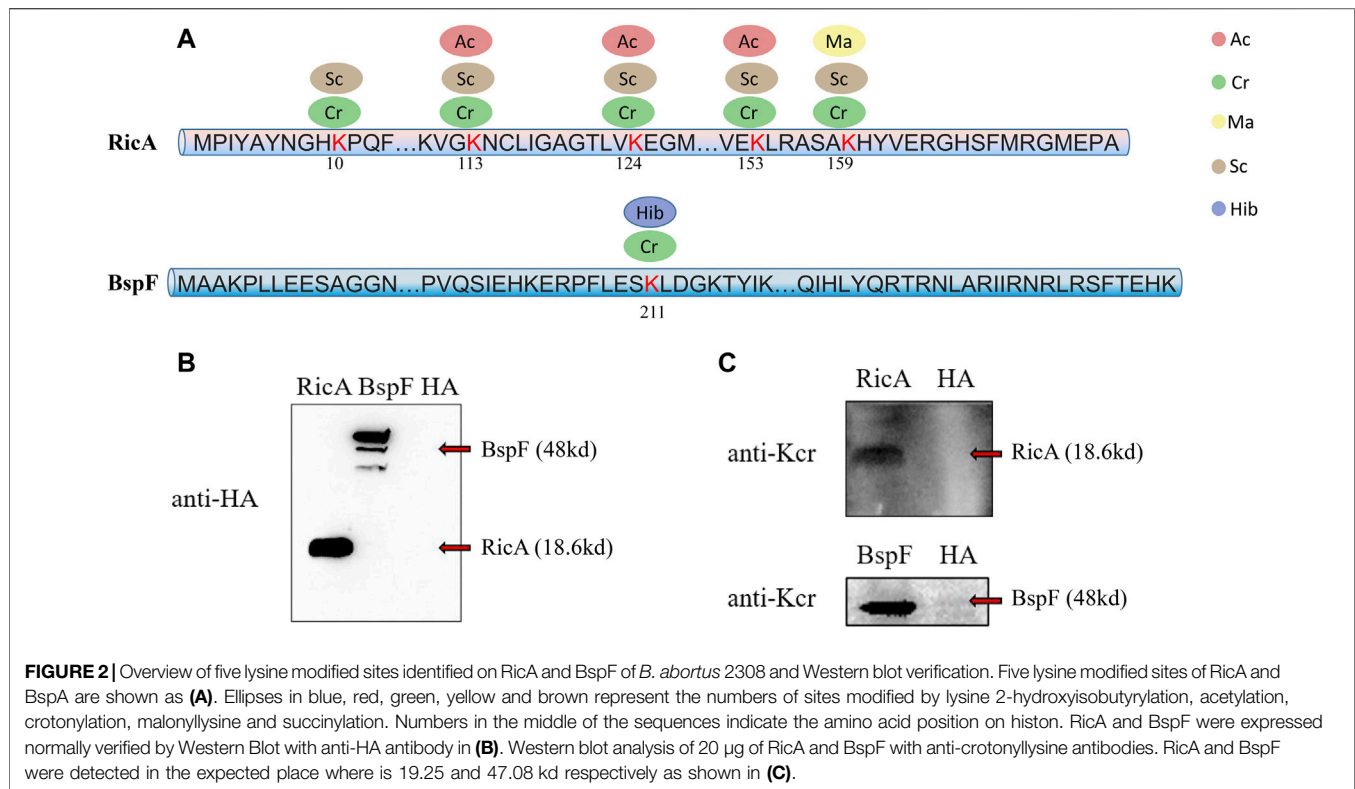 A
Ac Ac Ac Ma
Sc Sc Sc Sc Sc
Cr Cr Cr Cr Cr
RicA MPIYAYNGHKPQF...KVGKNCLIGAGTLVKEGM...VEKLRASAKHYVERGHSFMRGMEPA
10 113 124 153 159
Hib
Cr
BspF MAAKPLLEESAGGN...PVQSIEHKERPFLESKLDGKTYIK...QIHLYQRTRNLARIIRNRLRSFTEHK
211
Ac
Cr
Ma
Sc
Hib
B
RicA BspF HA
anti-HA
BspF (48kd)
RicA (18.6kd)
C
RicA HA
anti-Kcr
RicA (18.6kd)
BspF HA
anti-Kcr
BspF (48kd)
FIGURE 2 | Overview of five lysine modified sites identified on RicA and BspF of B. abortus 2308 and Western blot verification. Five lysine modified sites of RicA and
BspA are shown as (A). Ellipses in blue, red, green, yellow and brown represent the numbers of sites modified by lysine 2-hydroxyisobutyrylation, acetylation,
crotonylation, malonyllysine and succinylation. Numbers in the middle of the sequences indicate the amino acid position on histon. RicA and BspF were expressed
normally verified by Western Blot with anti-HA antibody in (B). Western blot analysis of 20 μg of RicA and BspF with anti-crotonyllysine antibodies. RicA and BspF
were detected in the expected place where is 19.25 and 47.08 kd respectively as shown in (C).